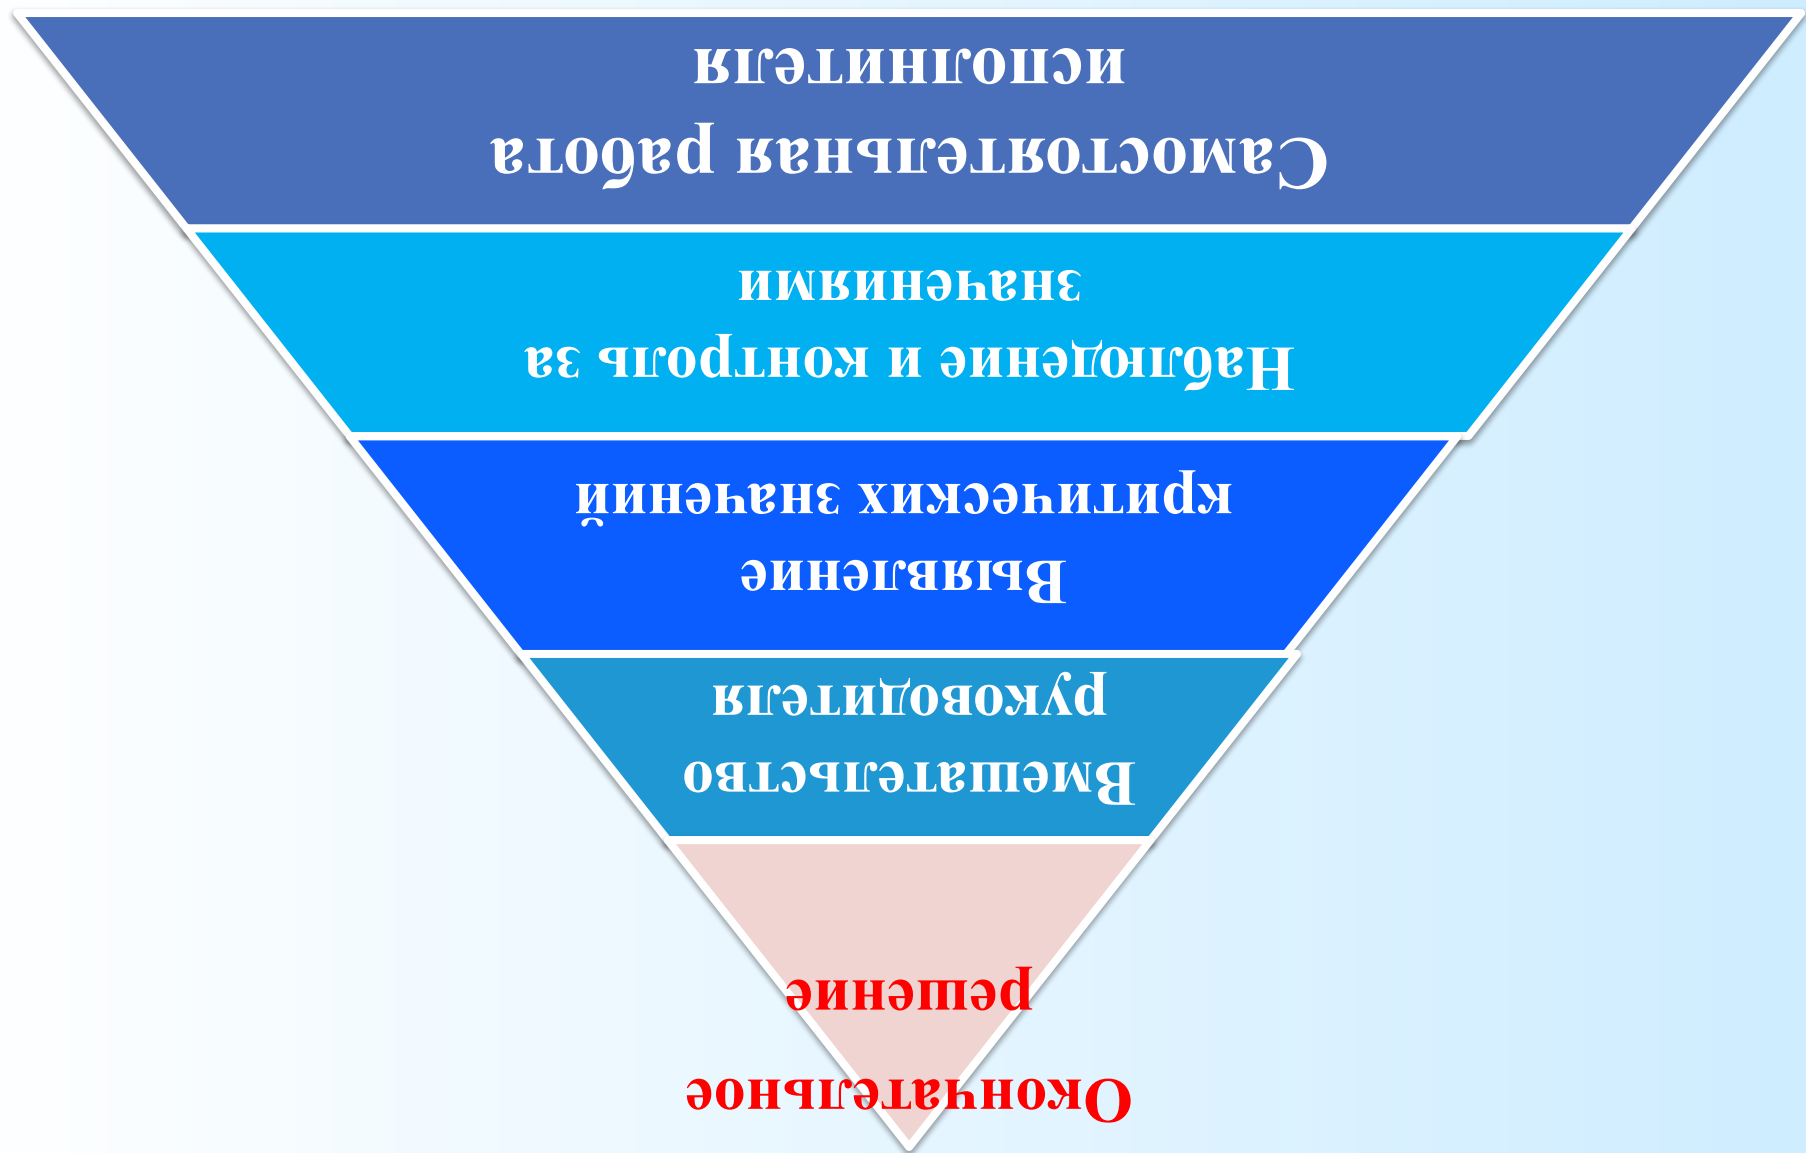 Окончательное
решение
Вмешательство
руководителя
Выявление
критических значений
Наблюдение и контроль за
значениями
Самостоятельная работа
исполнителя